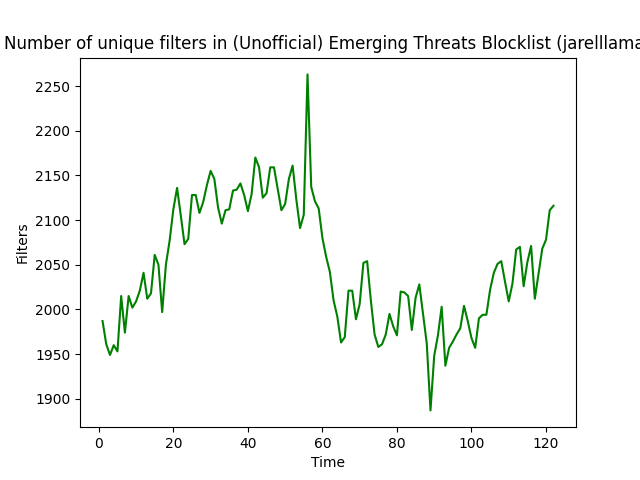 Number of unique filters in (Unofficial) Emerging Threats Blocklist (jarelllama
2250
2200
2150
2100
2050
2000
1950
1900
Filters
0 20 40 60 80 100 120
Time